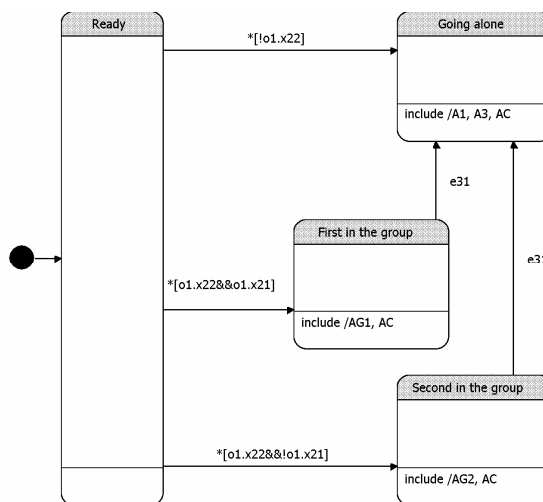 Ready
Going alone
*[!o1.x22]
include /A1, A3, AC
e31
First in the group
e31
*[o1.x22&&o1.x21]
include /AG1, AC
Second in the group
*[o1.x22&&!o1.x21]
include /AG2, AC